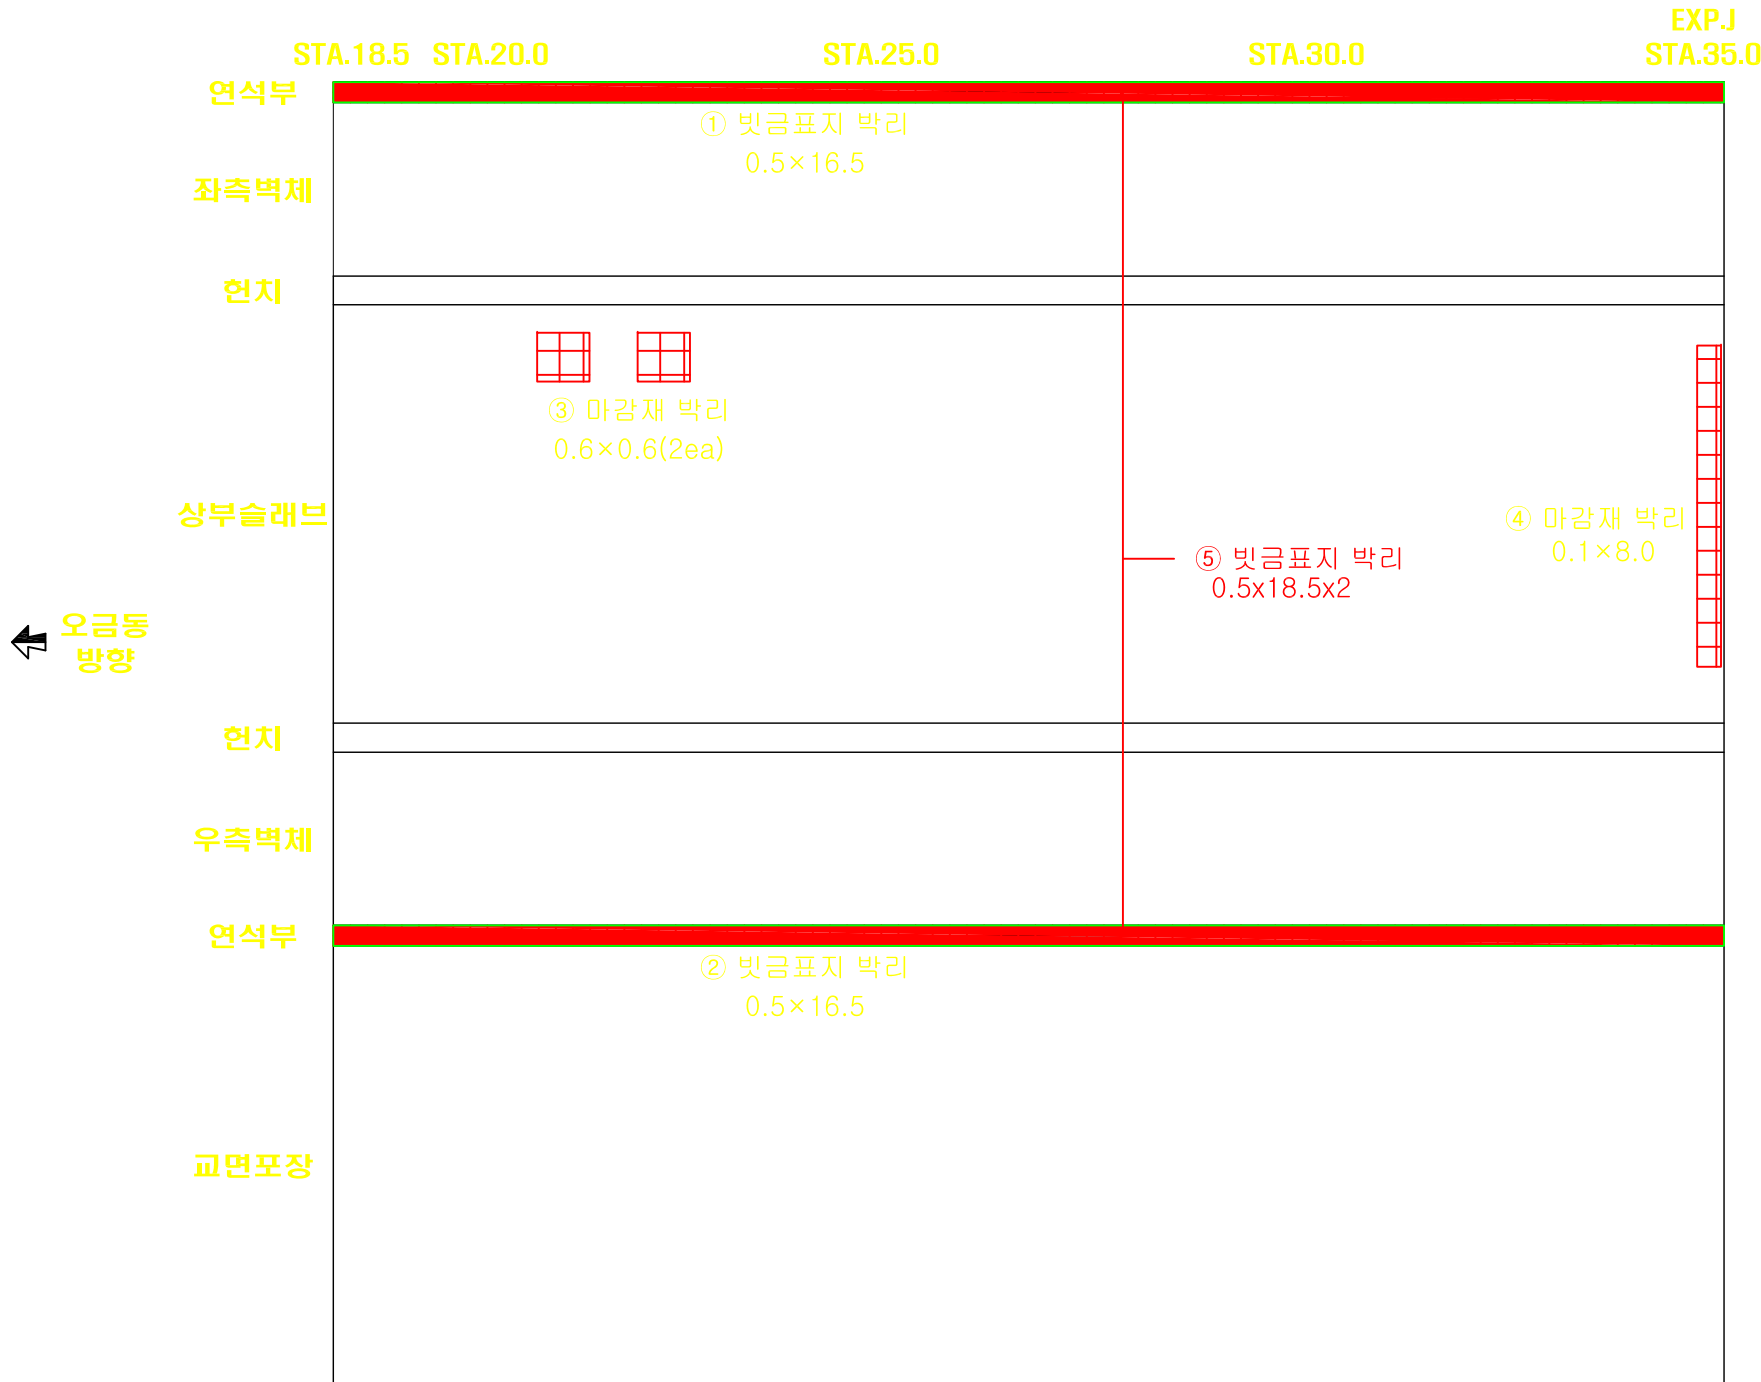 EXP.J
STA.18.5 STA.20.0 STA.25.0 STA.30.0 STA.35.0
연석부
① 빗금표지 박리
0.5×16.5
좌측벽체
헌치
③ 마감재 박리
0.6×0.6(2ea)
상부슬래브
④ 마감재 박리
0.1×8.0
⑤ 빗금표지 박리
0.5x18.5x2
오금동
방향
헌치
우측벽체
연석부
② 빗금표지 박리
0.5×16.5
교면포장